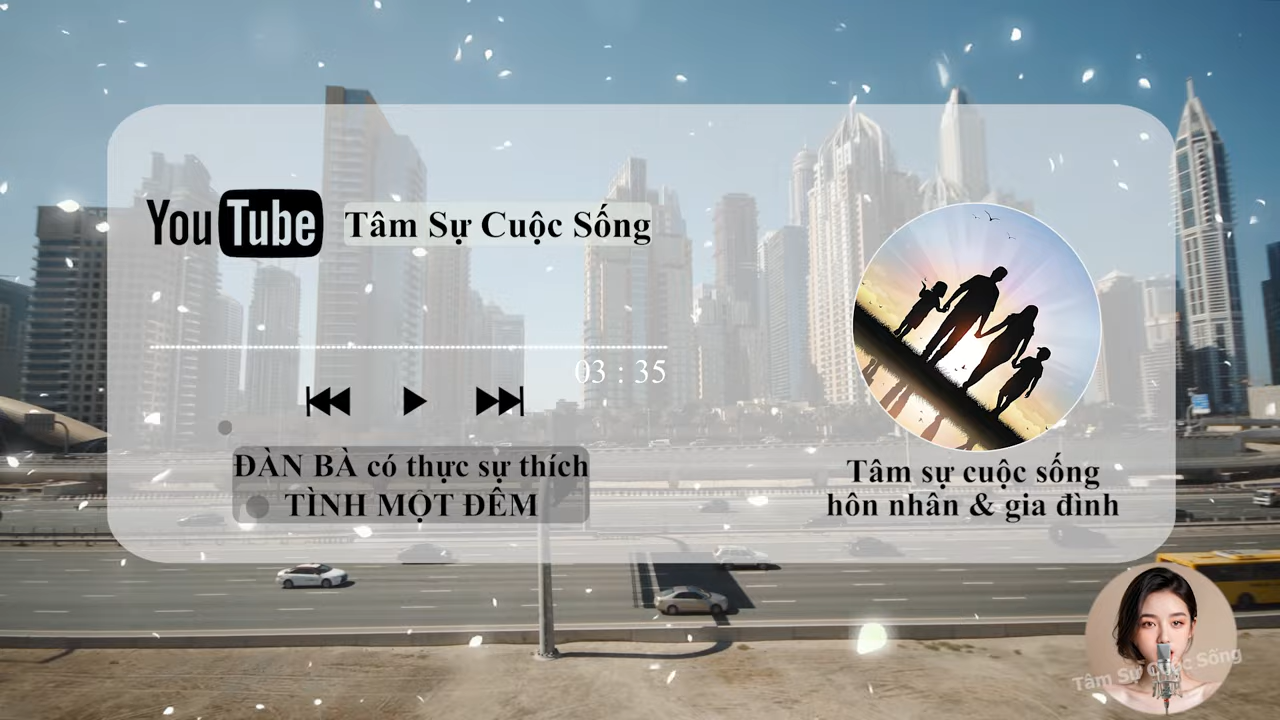 YouTube
Tâm Sự Cuộc Sống
03 : 35
ĐÀN BÀ có thực sự thích
TÌNH MỘT ĐÊM
Tâm sự cuộc sống
hôn nhân & gia đình
Tâm Sự Cuộc Sống